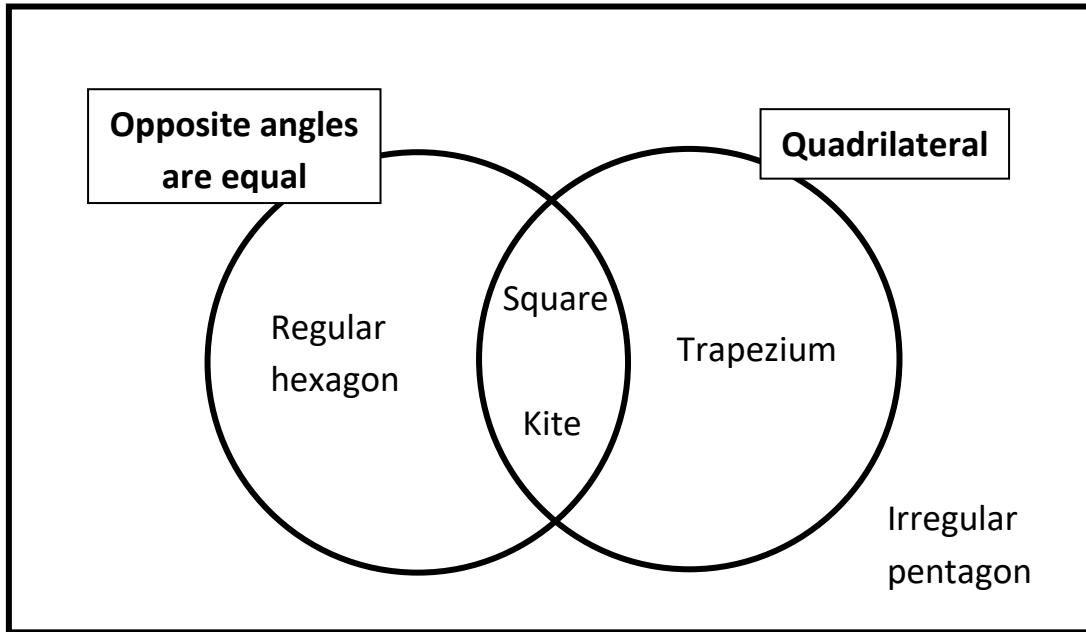 Opposite angles
are equal
Quadrilateral
Square
Regular
hexagon
Trapezium
Kite
Irregular
pentagon